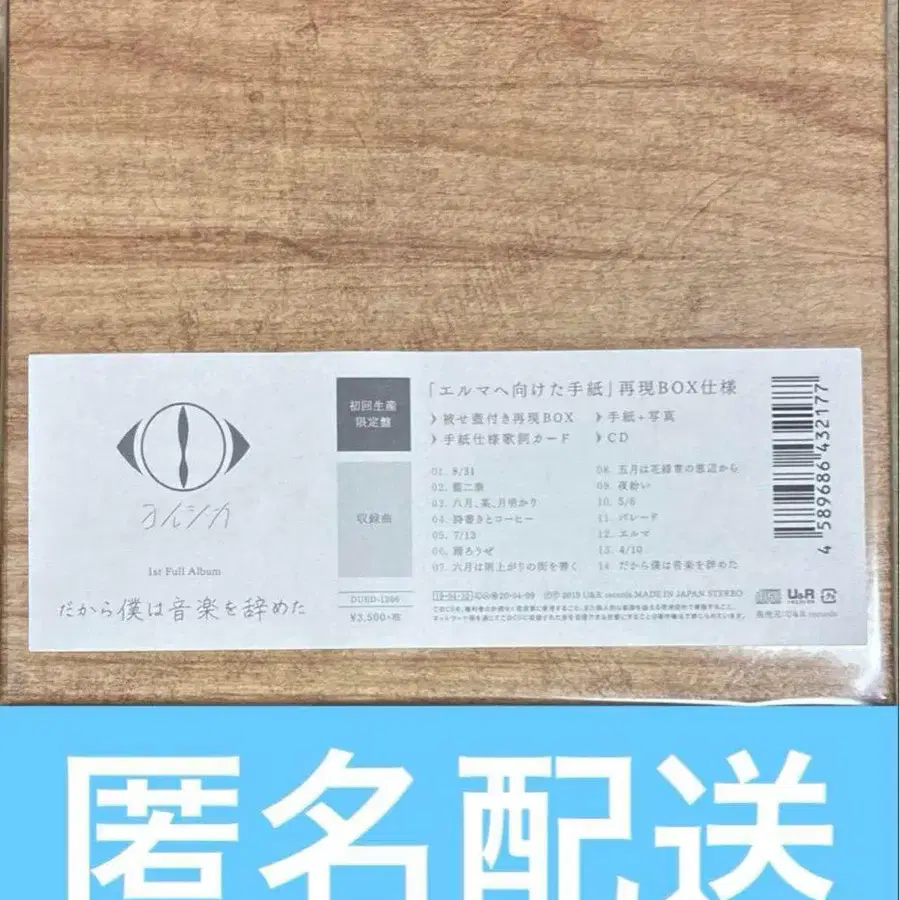 ヨルシカ
1st Full Album
だから僕は音楽を辞めた
初回生産
限定盤
「エルマへ向けた手紙」再現BOX仕様
被せ蓋付き再現BOX
手紙+写真
手紙仕様歌詞カード
CD
収録曲
01. 8/31
02. 藍二乗
03. 八月、某、月明かり
04. 詩書きとコーヒー
05. 7/13
06. 踊ろうぜ
07. 六月は雨上がりの街を書く
08. 五月は花緑青の窓辺から
09. 夜紛い
10. 5/6
11. パレード
12. エルマ
13. 4/10
14. だから僕は音楽を辞めた
DUED-1266
¥3,500+税
2019 U&R records.MADE IN JAPAN STEREO
U&R
発売元:U&R records
4 589686 432177
匿名配送